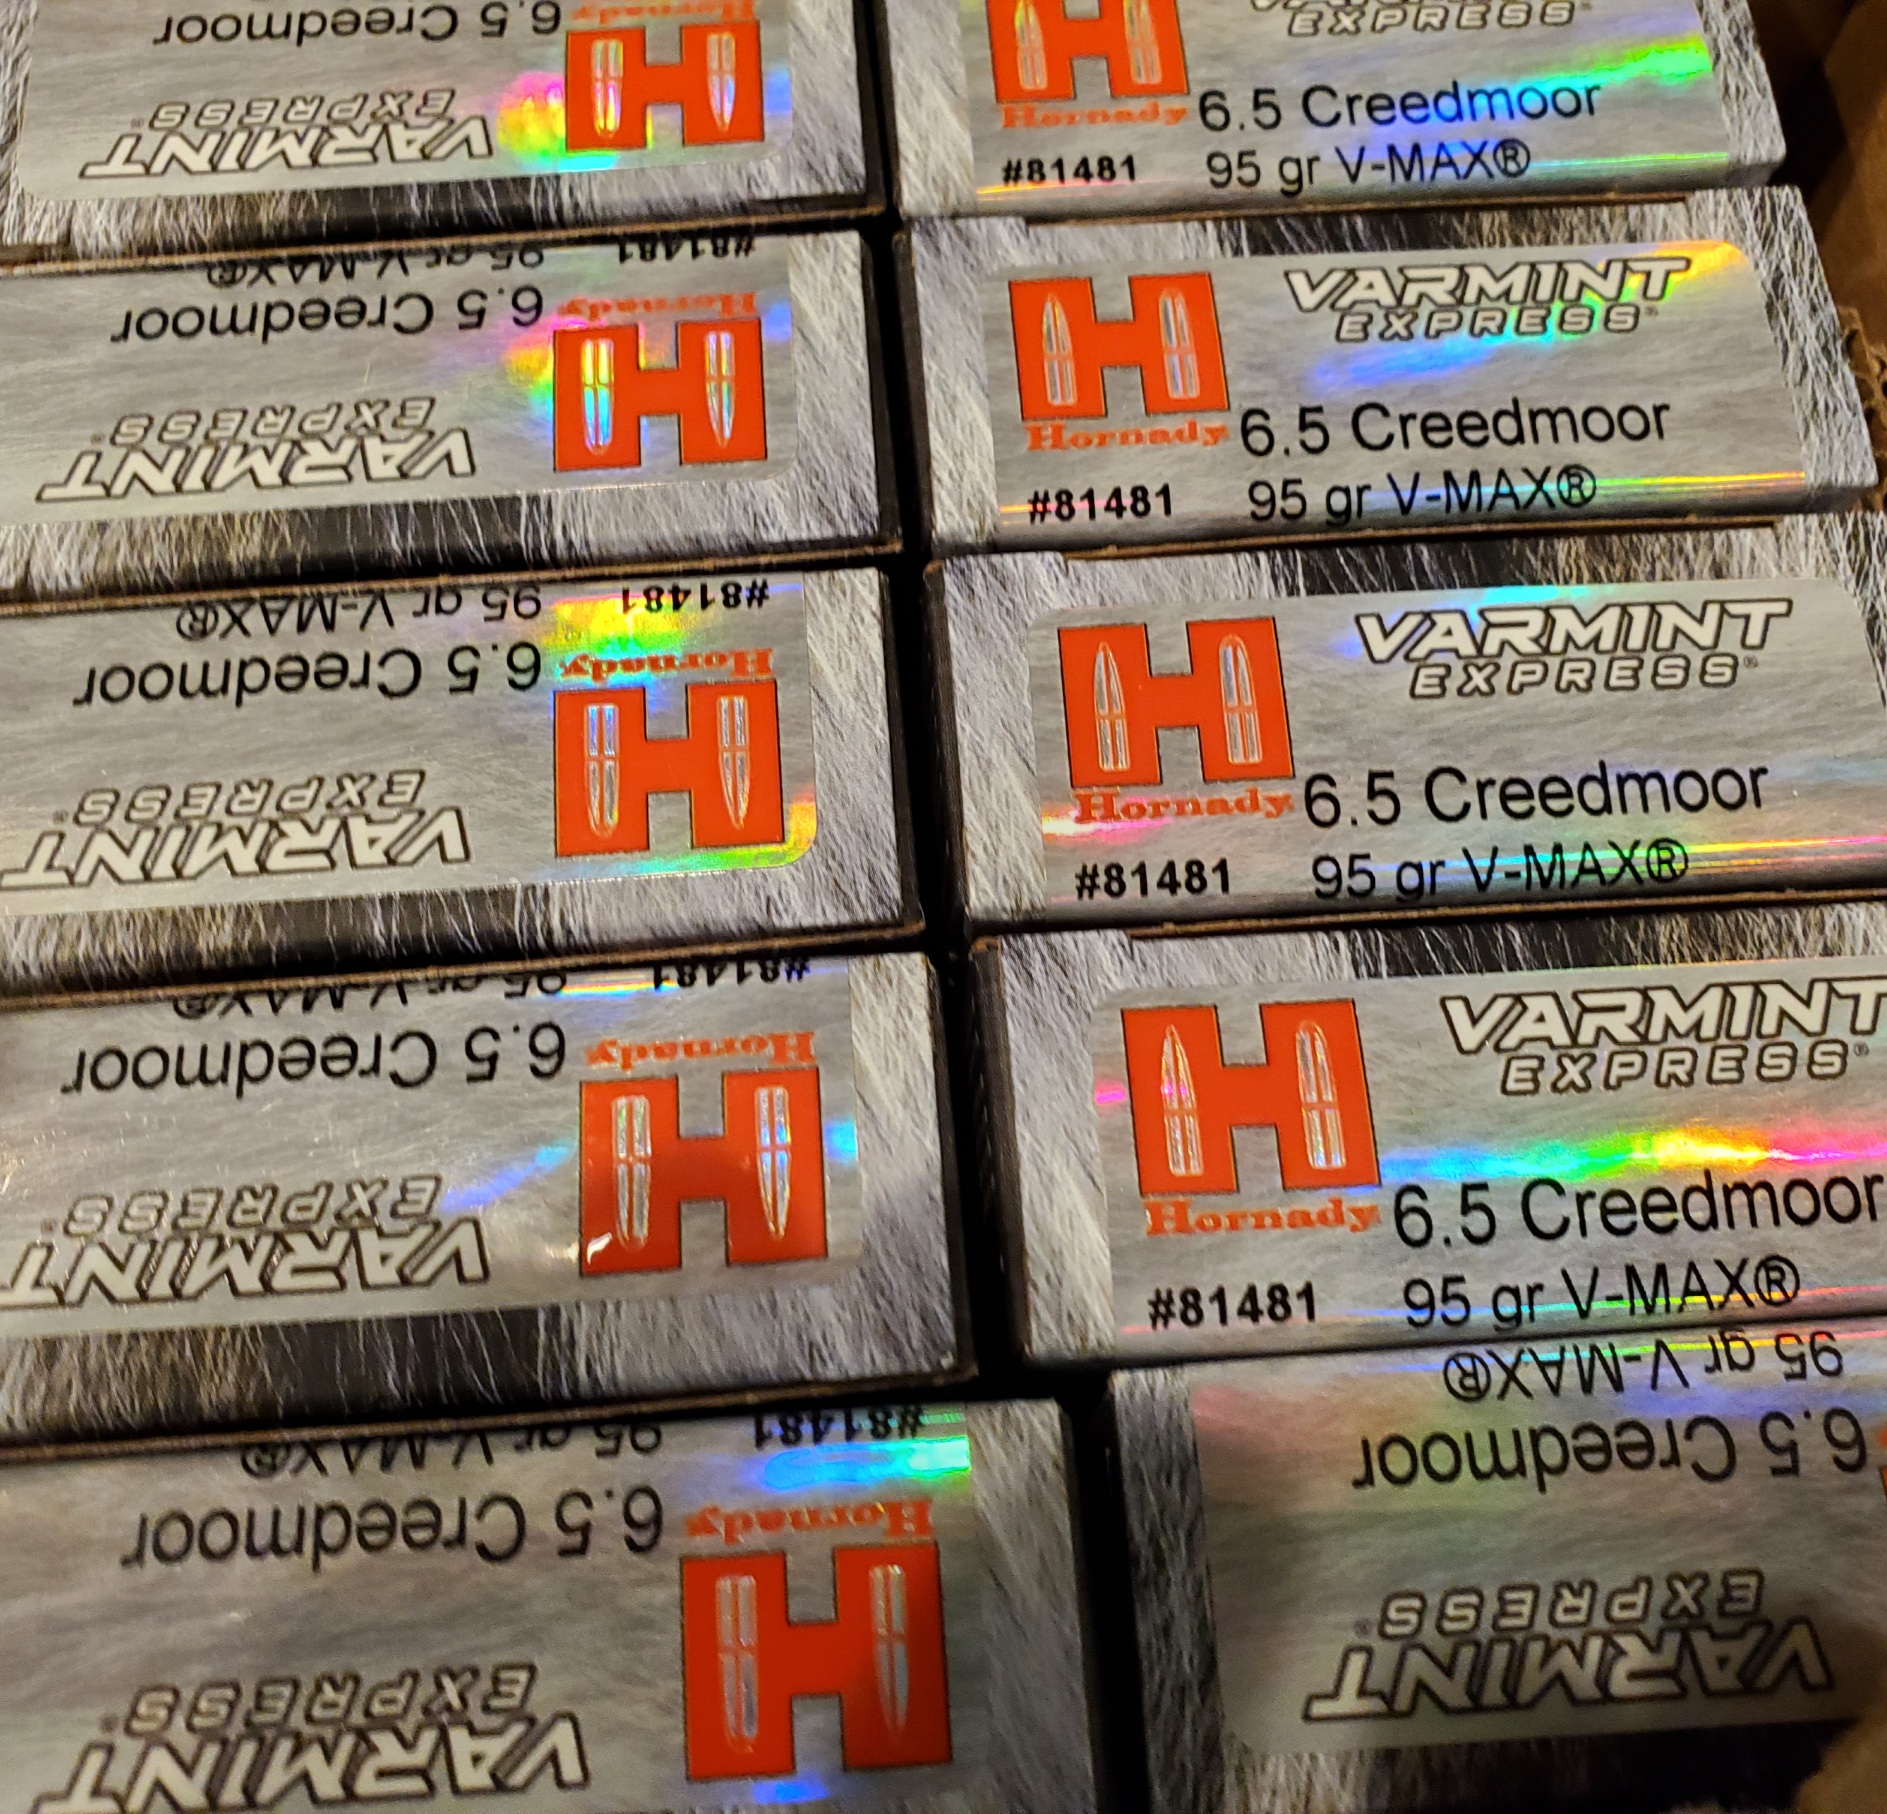 6.5 Creedmoor
Hornady
VARMINT
EXPRESS®
EXPRESS®
Hornady
6.5 Creedmoor
#81481
95 gr V-MAX®
#81481
95 gr V-MAX®
Hornady
6.5 Creedmoor
VARMINT
EXPRESS®
VARMINT
EXPRESS®
Hornady
6.5 Creedmoor
#81481
95 gr V-MAX®
#81481
95 gr V-MAX®
Hornady
6.5 Creedmoor
VARMINT
EXPRESS®
VARMINT
EXPRESS®
Hornady
6.5 Creedmoor
#81481
95 gr V-MAX®
#81481
95 gr V-MAX®
Hornady
6.5 Creedmoor
VARMINT
EXPRESS®
VARMINT
EXPRESS®
Hornady
6.5 Creedmoor
#81481
95 gr V-MAX®
#81481
95 gr V-MAX®
Hornady
6.5 Creedmoor
VARMINT
EXPRESS®
95 gr V-MAX®
6.5 Creedmoor
VARMINT
EXPRESS®